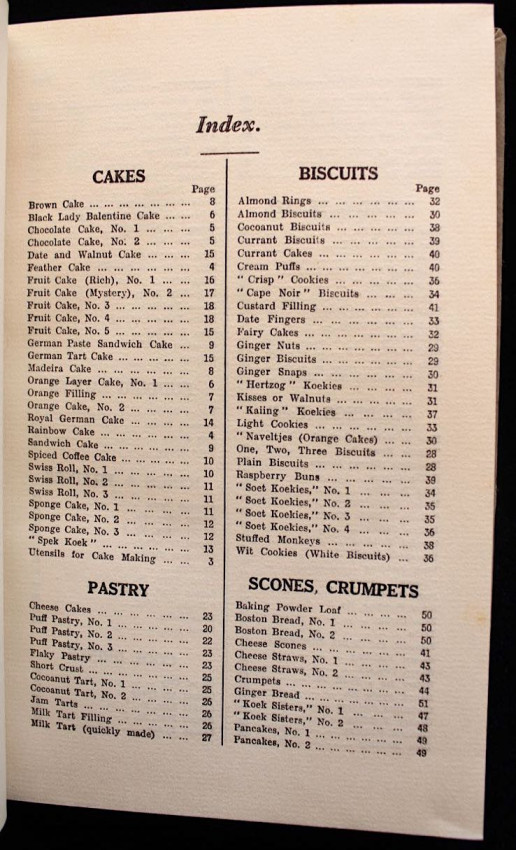 Index.
CAKES
Page
Brown Cake ... ... ... ... ... ... ... 8
Black Lady Balentine Cake ... ... 6
Chocolate Cake, No. 1 ... ... ... 5
Chocolate Cake, No. 2 ... ... ... 5
Date and Walnut Cake ... ... ... 15
Feather Cake ... ... ... ... ... ... 4
Fruit Cake (Rich), No. 1 ... ... 16
Fruit Cake (Mystery), No. 2 ... 17
Fruit Cake, No. 3 ... ... ... ... ... 18
Fruit Cake, No. 4 ... ... ... ... ... 18
Fruit Cake, No. 5 ... ... ... ... ... 15
German Paste Sandwich Cake ... 9
German Tart Cake ... ... ... ... ... 15
Madeira Cake ... ... ... ... ... ... 8
Orange Layer Cake, No. 1 ... ... 6
Orange Filling ... ... ... ... ... ... 7
Orange Cake, No. 2 ... ... ... ... 7
Royal German Cake ... ... ... ... 14
Rainbow Cake ... ... ... ... ... ... 4
Sandwich Cake ... ... ... ... ... ... 9
Spiced Coffee Cake ... ... ... ... 10
Swiss Roll, No. 1 ... ... ... ... ... 10
Swiss Roll, No. 2 ... ... ... ... ... 11
Swiss Roll, No. 3 ... ... ... ... ... 11
Sponge Cake, No. 1 ... ... ... ... 11
Sponge Cake, No. 2 ... ... ... ... 12
Sponge Cake, No. 3 ... ... ... ... 12
"Spek Koek" ... ... ... ... ... ... 13
Utensils for Cake Making ... ... 3
PASTRY
Cheese Cakes ... ... ... ... ... ... 23
Puff Pastry, No. 1 ... ... ... ... ... 20
Puff Pastry, No. 2 ... ... ... ... ... 22
Puff Pastry, No. 3 ... ... ... ... ... 23
Flaky Pastry ... ... ... ... ... ... 23
Short Crust ... ... ... ... ... ... 25
Cocoanut Tart, No. 1 ... ... ... ... 25
Cocoanut Tart, No. 2 ... ... ... ... 25
Jam Tarts ... ... ... ... ... ... ... 26
Milk Tart Filling ... ... ... ... ... 26
Milk Tart (quickly made) ... ... 27
BISCUITS
Page
Almond Rings ... ... ... ... ... ... 32
Almond Biscuits ... ... ... ... ... 30
Cocoanut Biscuits ... ... ... ... ... 38
Currant Biscuits ... ... ... ... ... 39
Currant Cakes ... ... ... ... ... ... 40
Cream Puffs ... ... ... ... ... ... 40
"Crisp" Cookies ... ... ... ... ... 36
"Cape Noir" Biscuits ... ... ... 34
Custard Filling ... ... ... ... ... ... 41
Date Fingers ... ... ... ... ... ... 33
Fairy Cakes ... ... ... ... ... ... 32
Ginger Nuts ... ... ... ... ... ... 29
Ginger Biscuits ... ... ... ... ... 29
Ginger Snaps ... ... ... ... ... ... 30
"Hertzog" Koekies ... ... ... ... 31
Kisses or Walnuts ... ... ... ... ... 31
"Kaiing" Koekies ... ... ... ... 37
Light Cookies ... ... ... ... ... ... 33
"Naveltjes (Orange Cakes) ... ... 30
One, Two, Three Biscuits ... ... 28
Plain Biscuits ... ... ... ... ... ... 28
Raspberry Buns ... ... ... ... ... 39
"Soet Koekies," No. 1 ... ... ... 34
"Soet Koekies," No. 2 ... ... ... 35
"Soet Koekies," No. 3 ... ... ... 35
"Soet Koekies," No. 4 ... ... ... 36
Stuffed Monkeys ... ... ... ... ... 38
Wit Cookies (White Biscuits) ... 36
SCONES, CRUMPETS
Baking Powder Loaf ... ... ... ... 50
Boston Bread, No. 1 ... ... ... ... 50
Boston Bread, No. 2 ... ... ... ... 50
Cheese Scones ... ... ... ... ... ... 41
Cheese Straws, No. 1 ... ... ... ... 43
Cheese Straws, No. 2 ... ... ... ... 43
Crumpets ... ... ... ... ... ... ... 44
Ginger Bread ... ... ... ... ... ... 51
"Koek Sisters," No. 1 ... ... ... 47
"Koek Sisters," No. 2 ... ... ... 48
Pancakes, No. 1 ... ... ... ... ... 49
Pancakes, No. 2 ... ... ... ... ... 49